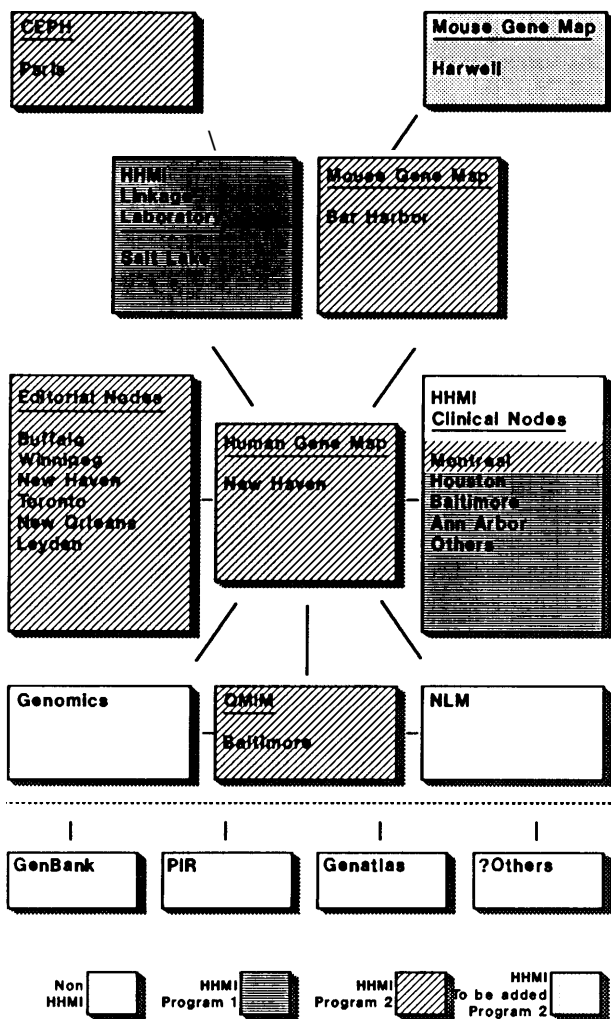 CEPH
Paris
Mouse Gene Map
Harwell
HHMI
Linkage
Laboratory
Salt Lake
Mouse Gene Map
Bar Harbor
Editorial Nodes
Buffalo
Winnipeg
New Haven
Toronto
New Orleans
Leyden
Human Gene Map
New Haven
HHMI
Clinical Nodes
Montreal
Houston
Baltimore
Ann Arbor
Others
Genomics
OMIM
Baltimore
NLM
GenBank
PIR
Genatlas
?Others
Non
HHMI
HHMI
Program 1
HHMI
Program 2
HHMI
To be added
Program 2